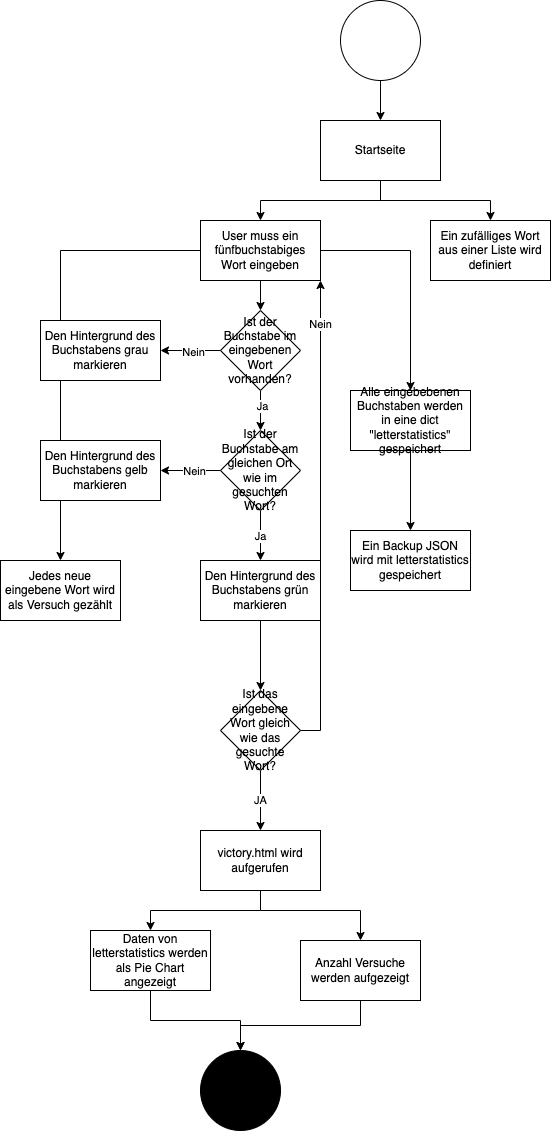 Startseite
User muss ein
fünfbuchstabiges
Wort eingeben
Ein zufälliges Wort
aus einer Liste wird
definiert
Ist der
Buchstabe im
eingebenen
Wort
vorhanden?
Nein
Nein
Den Hintergrund des
Buchstabens grau
markieren
Ja
Alle eingebebenen
Buchstaben werden
in eine dict
"letterstatistics"
gespeichert
Ist der
Buchstabe am
gleichen Ort
wie im
gesuchten
Wort?
Nein
Den Hintergrund des
Buchstabens gelb
markieren
Ja
Ein Backup JSON
wird mit letterstatistics
gespeichert
Jedes neue
eingebene Wort wird
als Versuch gezählt
Den Hintergrund des
Buchstabens grün
markieren
Ist das
eingebene
Wort gleich
wie das
gesuchte
Wort?
JA
victory.html wird
aufgerufen
Daten von
letterstatistics werden
als Pie Chart
angezeigt
Anzahl Versuche
werden aufgezeigt